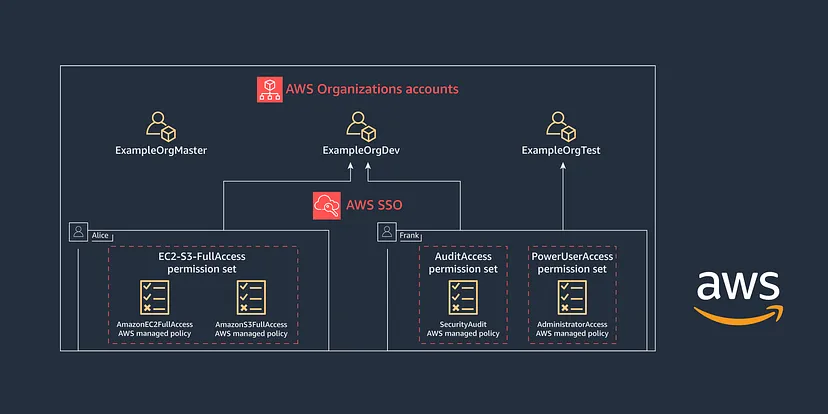 AWS Organizations accounts
ExampleOrgMaster
ExampleOrgDev
ExampleOrgTest
AWS SSO
Alice
EC2-S3-FullAccess
permission set
AmazonEC2FullAccess
AWS managed policy
AmazonS3FullAccess
AWS managed policy
Frank
AuditAccess
permission set
SecurityAudit
AWS managed policy
PowerUserAccess
permission set
AdministratorAccess
AWS managed policy
aws